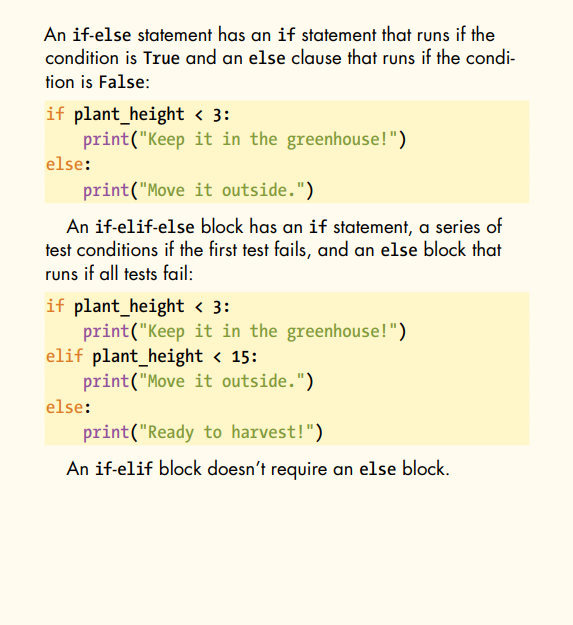 An if-else statement has an if statement that runs if the
condition is True and an else clause that runs if the condi-
tion is False:
if plant_height < 3:
    print("Keep it in the greenhouse!")
else:
    print("Move it outside.")
An if-elif-else block has an if statement, a series of
test conditions if the first test fails, and an else block that
runs if all tests fail:
if plant_height < 3:
    print("Keep it in the greenhouse!")
elif plant_height < 15:
    print("Move it outside.")
else:
    print("Ready to harvest!")
An if-elif block doesn’t require an else block.